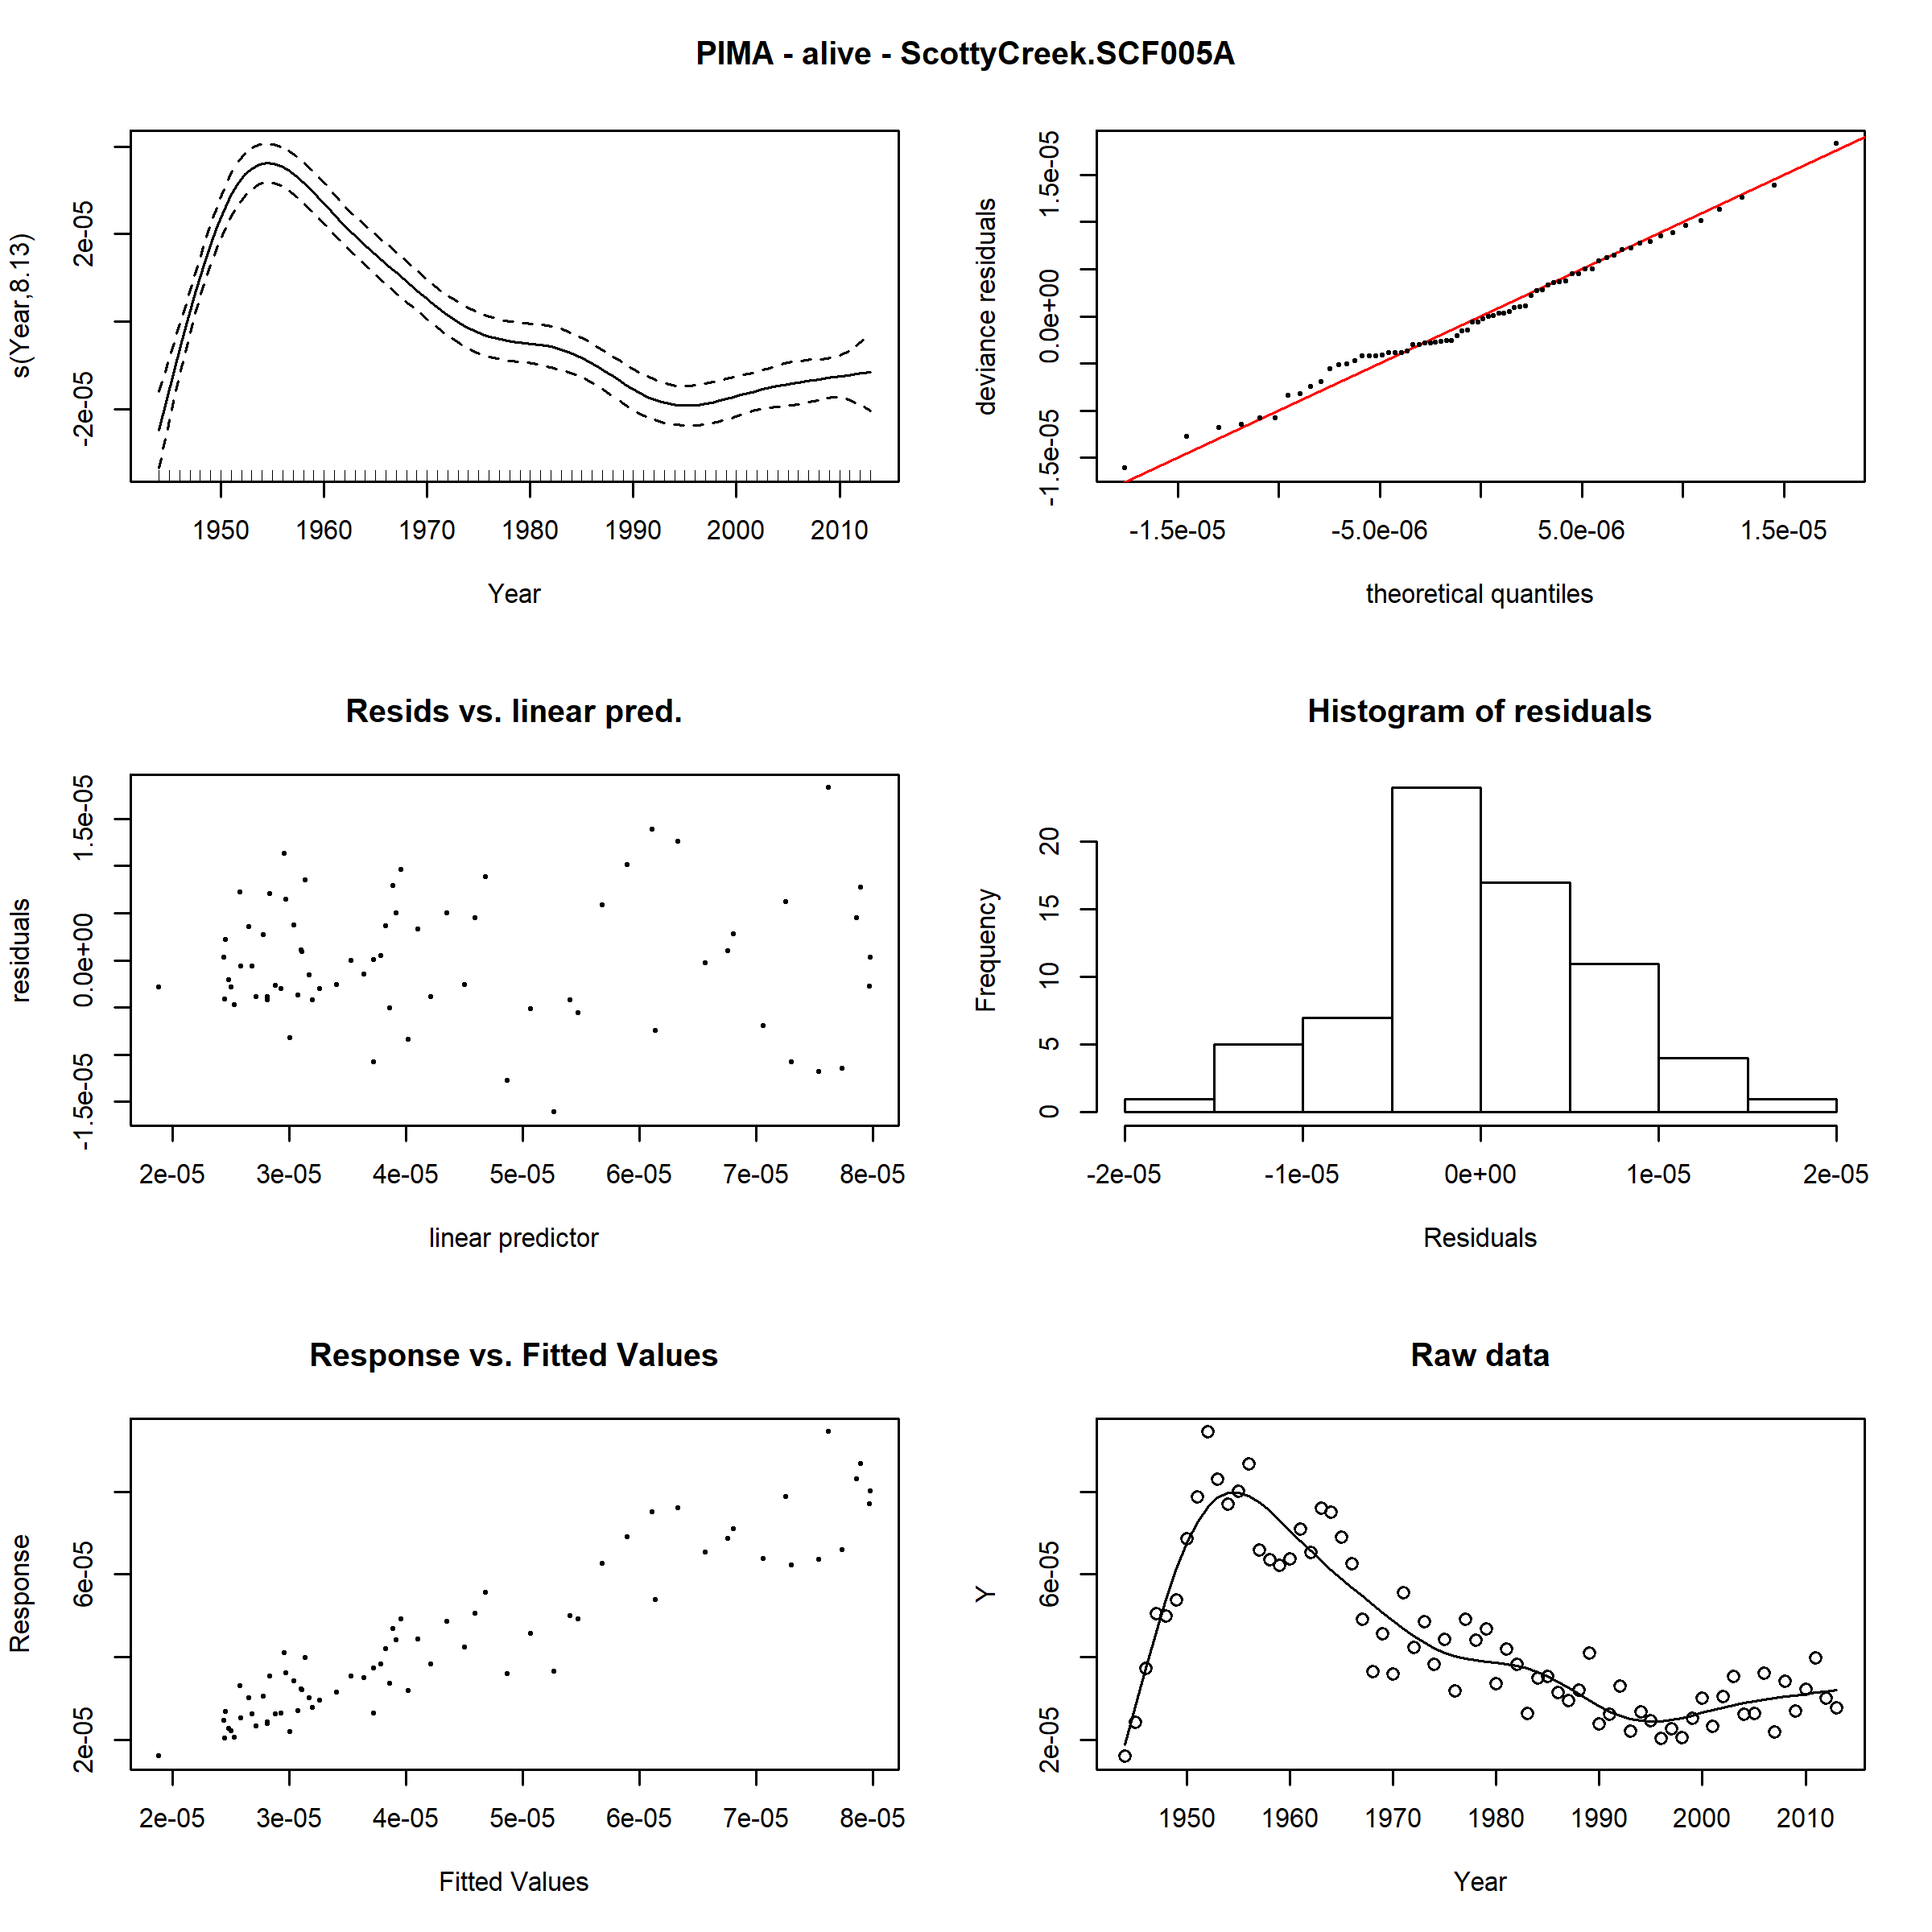 PIMA - alive - ScottyCreek.SCF005A
s(Year,8.13)
-2e-05
2e-05
1950 1960 1970 1980 1990 2000 2010
Year
deviance residuals
-1.5e-05
0.0e+00
1.5e-05
-1.5e-05 -5.0e-06 5.0e-06 1.5e-05
theoretical quantiles
Resids vs. linear pred.
residuals
-1.5e-05
0.0e+00
1.5e-05
2e-05 3e-05 4e-05 5e-05 6e-05 7e-05 8e-05
linear predictor
Histogram of residuals
Frequency
0
5
10
15
20
-2e-05 -1e-05 0e+00 1e-05 2e-05
Residuals
Response vs. Fitted Values
Response
2e-05
6e-05
2e-05 3e-05 4e-05 5e-05 6e-05 7e-05 8e-05
Fitted Values
Raw data
Y
2e-05
6e-05
1950 1960 1970 1980 1990 2000 2010
Year